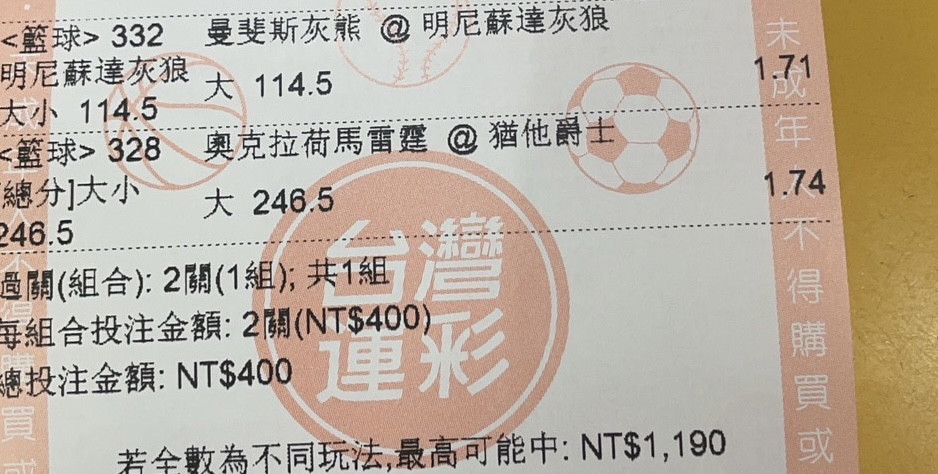 <籃球> 332 曼斐斯灰熊 @ 明尼蘇達灰狼
明尼蘇達灰狼 大 114.5 1.71
大小 114.5
<籃球> 328 奧克拉荷馬雷霆 @ 猶他爵士
[總分]大小 大 246.5 1.74
246.5
過關(組合): 2關(1組); 共1組
每組合投注金額: 2關(NT$400)
總投注金額: NT$400
若全數為不同玩法,最高可能中: NT$1,190
台灣
運彩
未成年人不得購買或